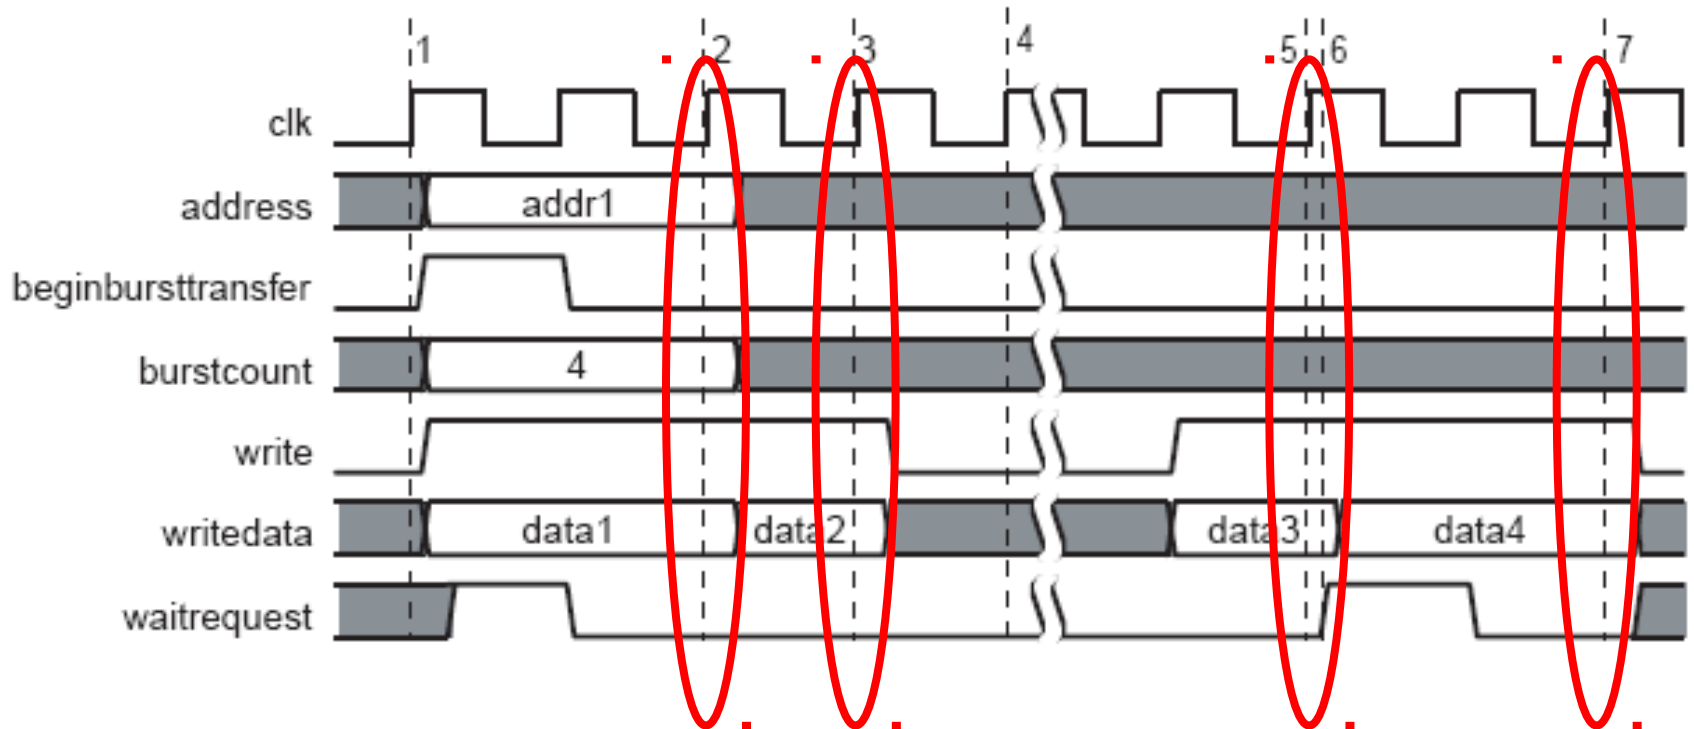 1 2 3 4 5 6 7
clk
address addr1
beginbursttransfer
burstcount 4
write
writedata data1 data2 data3 data4
waitrequest